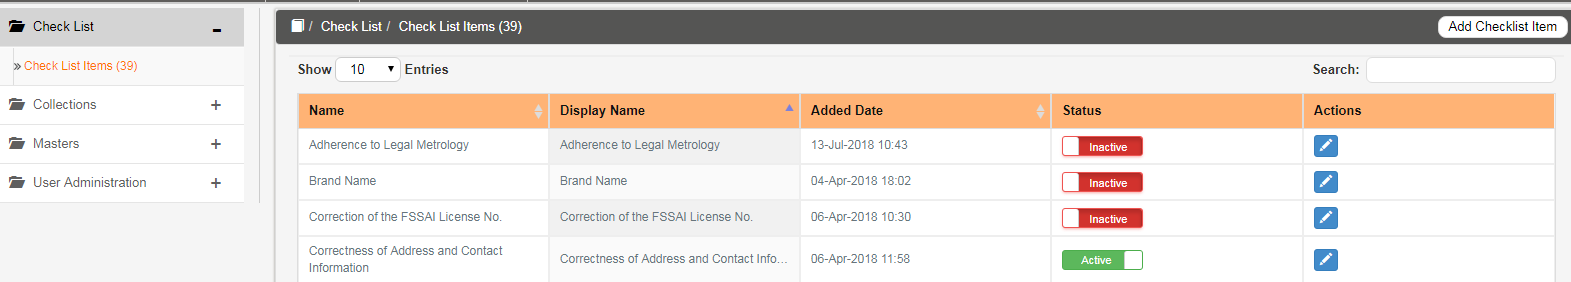 Check List
/ Check List / Check List Items (39)
Add Checklist Item
» Check List Items (39)
Collections +
Masters +
User Administration +
Show 10 Entries
Search:
Name Display Name Added Date Status Actions
Adherence to Legal Metrology Adherence to Legal Metrology 13-Jul-2018 10:43 Inactive
Brand Name Brand Name 04-Apr-2018 18:02 Inactive
Correction of the FSSAI License No. Correction of the FSSAI License No. 06-Apr-2018 10:30 Inactive
Correctness of Address and Contact
Information
Correctness of Address and Contact Info... 06-Apr-2018 11:58 Active